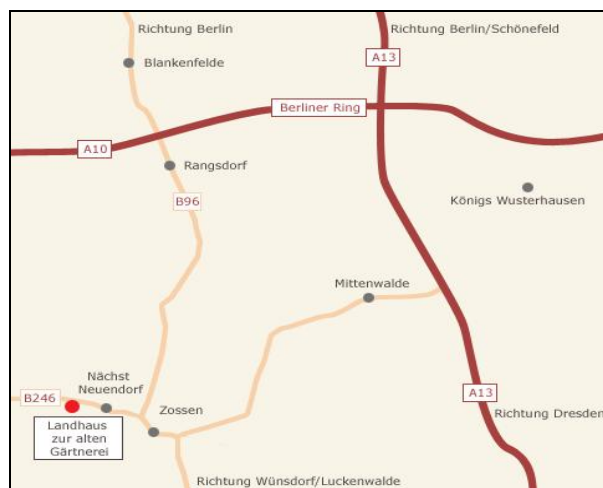 Richtung Berlin
Richtung Berlin/Schönefeld
A13
Blankenfelde
Berliner Ring
A10
Rangsdorf
B96
Königs Wusterhausen
Mittenwalde
Nächst
Neuendorf
B246
A13
Zossen
Richtung Dresden
Landhaus
zur alten
Gärtnerei
Richtung Wünsdorf/Luckenwalde